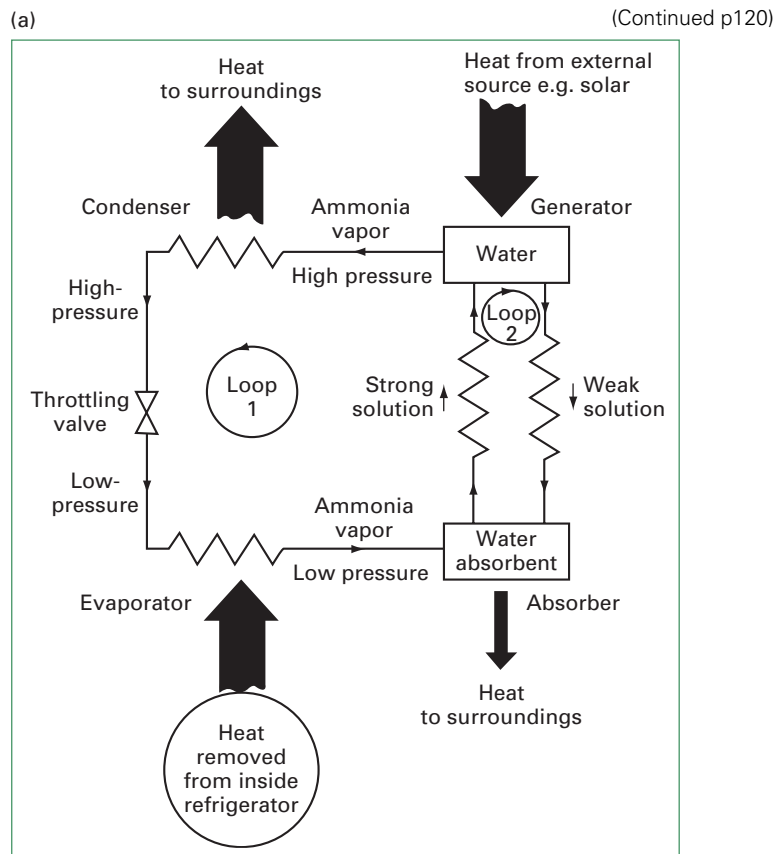 (a)
(Continued p120)
Heat
to surroundings
Heat from external
source e.g. solar
Condenser
Ammonia
vapor
Generator
Water
High pressure
High-
pressure
Loop
2
Loop
1
Throttling
valve
Strong
solution
Weak
solution
Low-
pressure
Ammonia
vapor
Low pressure
Water
absorbent
Evaporator
Absorber
Heat
to surroundings
Heat
removed
from inside
refrigerator